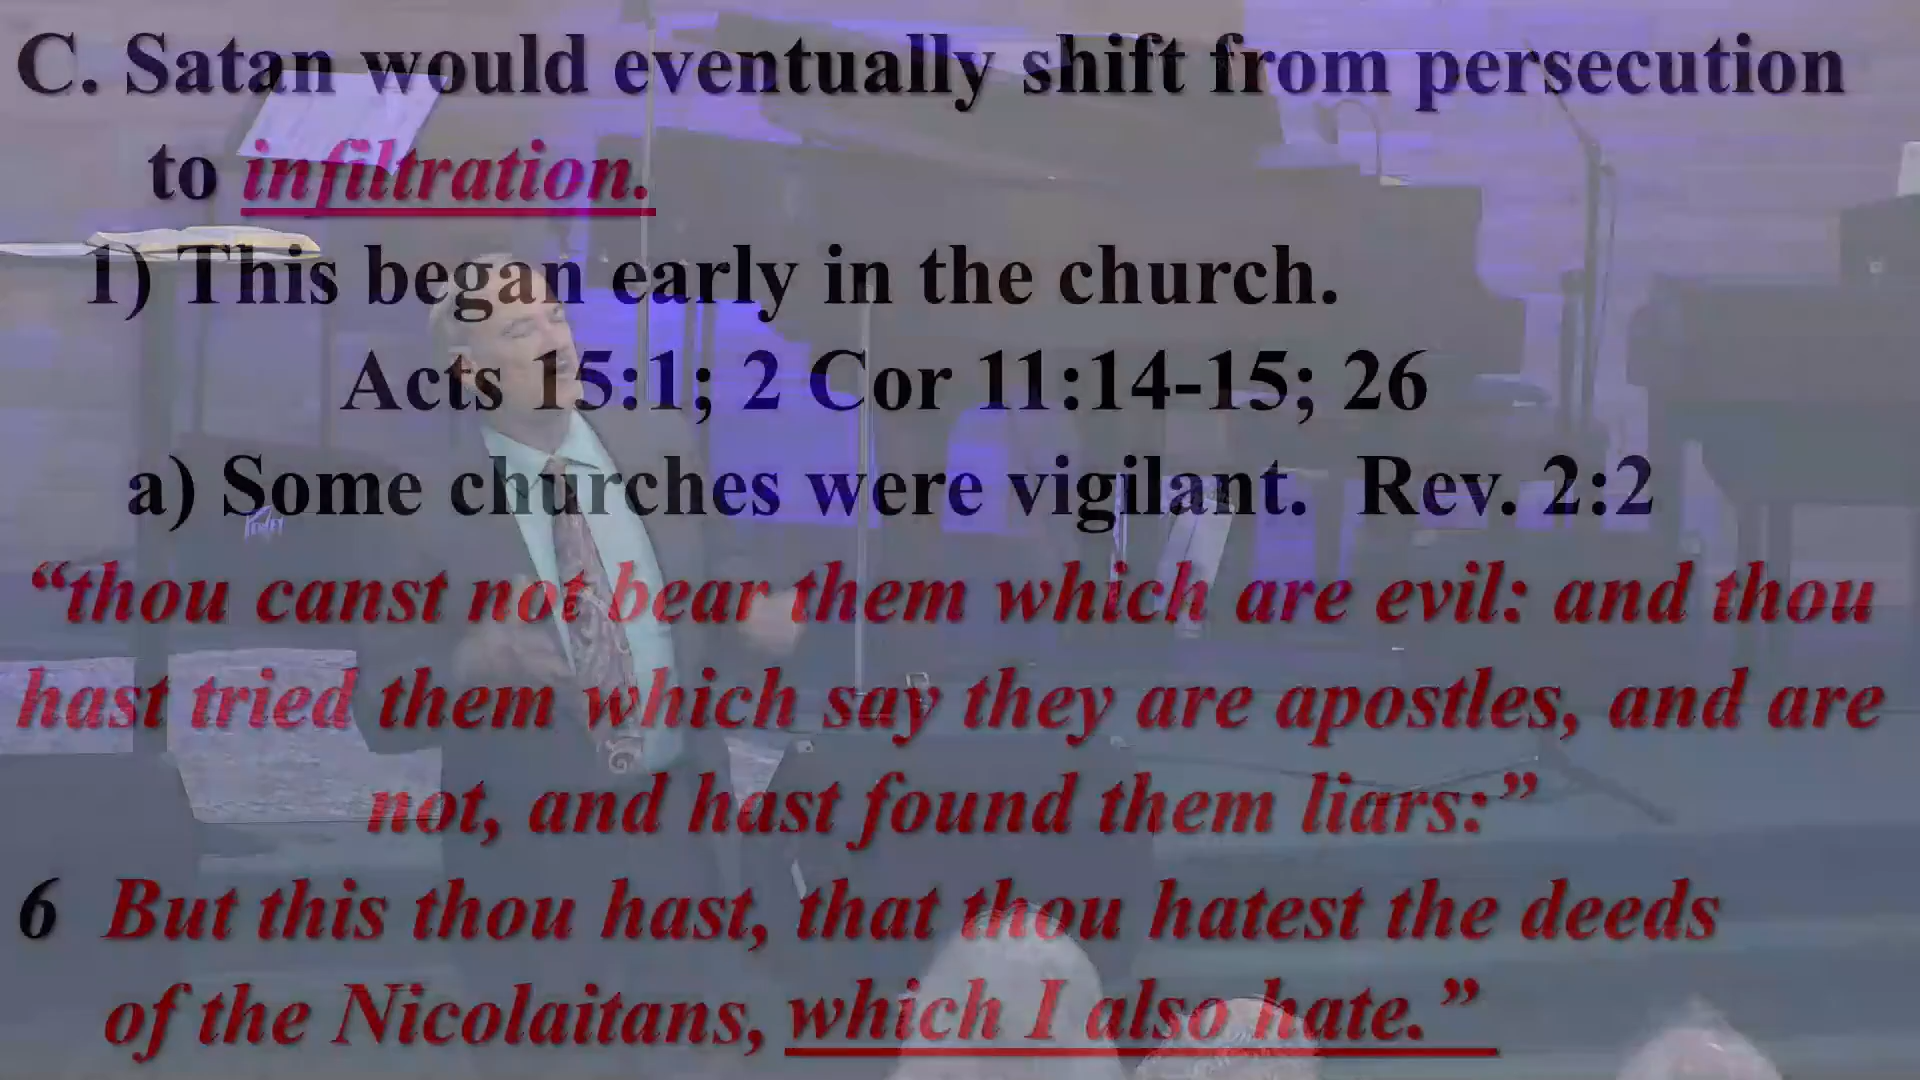 C. Satan would eventually shift from persecution
to infiltration.
1) This began early in the church.
Acts 15:1; 2 Cor 11:14-15; 26
a) Some churches were vigilant. Rev. 2:2
“thou canst not bear them which are evil: and thou
hast tried them which say they are apostles, and are
not, and hast found them liars:”
6 But this thou hast, that thou hatest the deeds
of the Nicolaitans, which I also hate.”